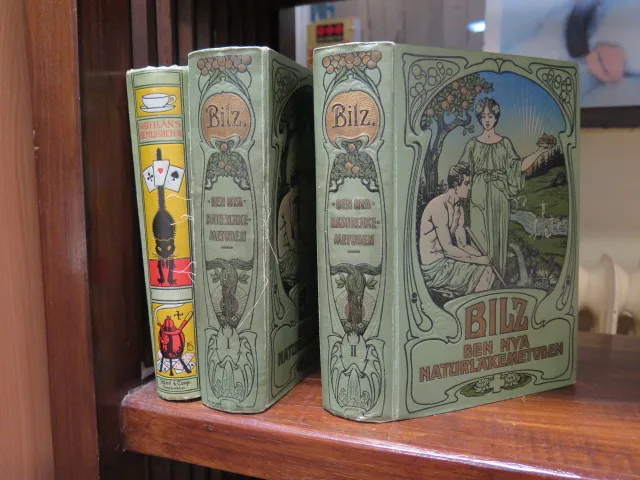 Bilz.
DEN NYA
NATURLÄKE-
METODEN
I
Bilz.
DEN NYA
NATURLÄKE-
METODEN
II
BILZ
DEN NYA
NATURLÄKEMETODEN